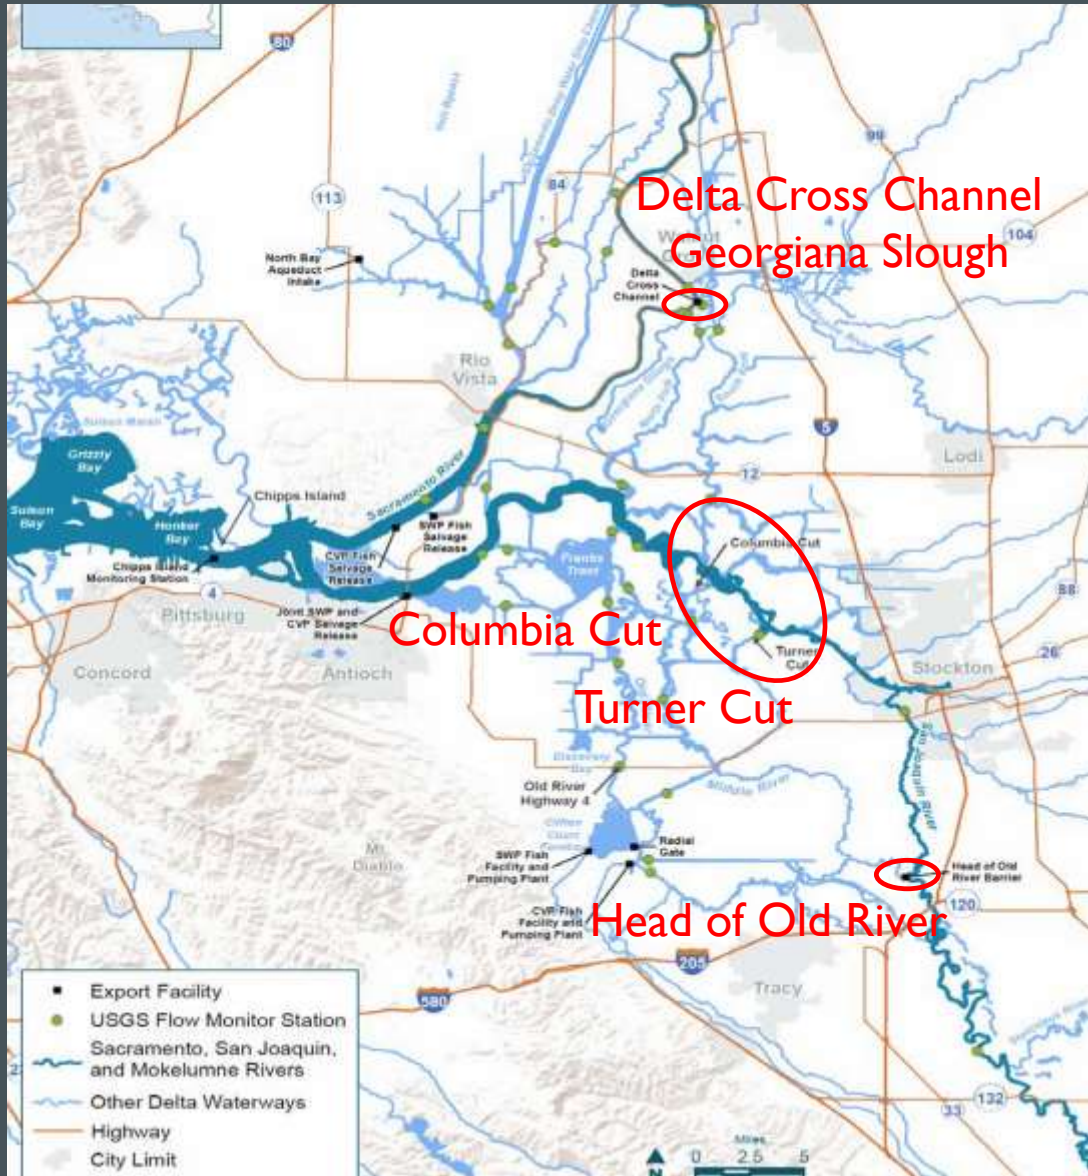 80
99
113
84
Delta Cross Channel
Georgiana Slough
104
North Bay
Aqueduct
Intake
Delta
Cross
Channel
Rio
Vista
5
Lodi
12
Suisun Marsh
Grizzly
Bay
Sacramento River
Chipps Island
Suisun
Bay
Honker
Bay
SWP Fish
Salvage
Release
CVP Fish
Salvage
Release
Chipps Island
Monitoring Station
4
Franks
Tract
Columbia Cut
88
Pittsburg
Joint SWP and
CVP Salvage
Release
Columbia Cut
26
Concord
Antioch
Turner
Cut
Stockton
Turner Cut
San Joaquin River
Discovery
Bay
Old River
Highway 4
Middle River
Mt.
Diablo
SWP Fish
Facility and
Pumping Plant
Radial
Gate
Head of Old
River Barrier
CVP Fish
Facility and
Pumping Plant
Head of Old River
120
205
580
Tracy
132
33
Export Facility
USGS Flow Monitor Station
Sacramento, San Joaquin,
and Mokelumne Rivers
Other Delta Waterways
Highway
City Limit
Miles
0 2.5 5
N